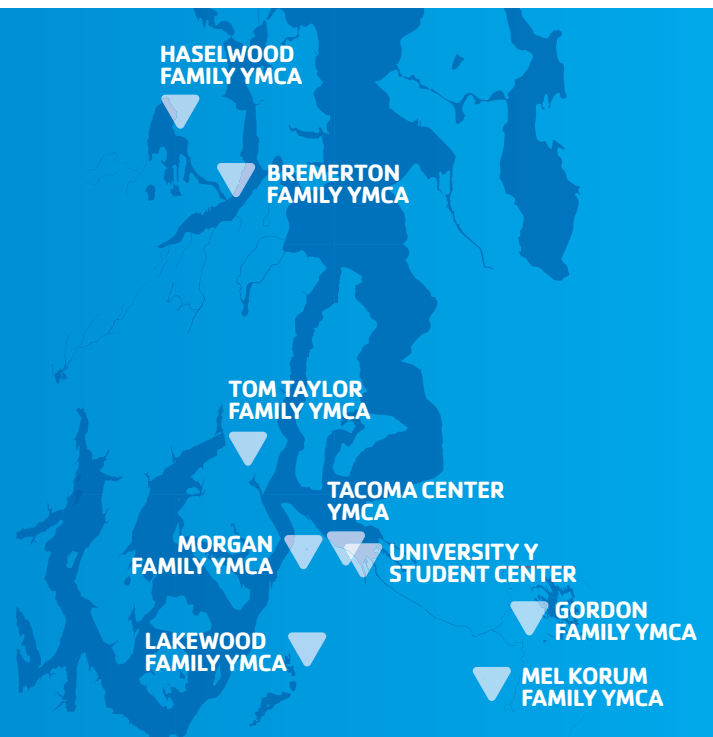 HASELWOOD
FAMILY YMCA
BREMERTON
FAMILY YMCA
TOM TAYLOR
FAMILY YMCA
TACOMA CENTER
YMCA
MORGAN
FAMILY YMCA
UNIVERSITY Y
STUDENT CENTER
GORDON
FAMILY YMCA
LAKEWOOD
FAMILY YMCA
MEL KORUM
FAMILY YMCA